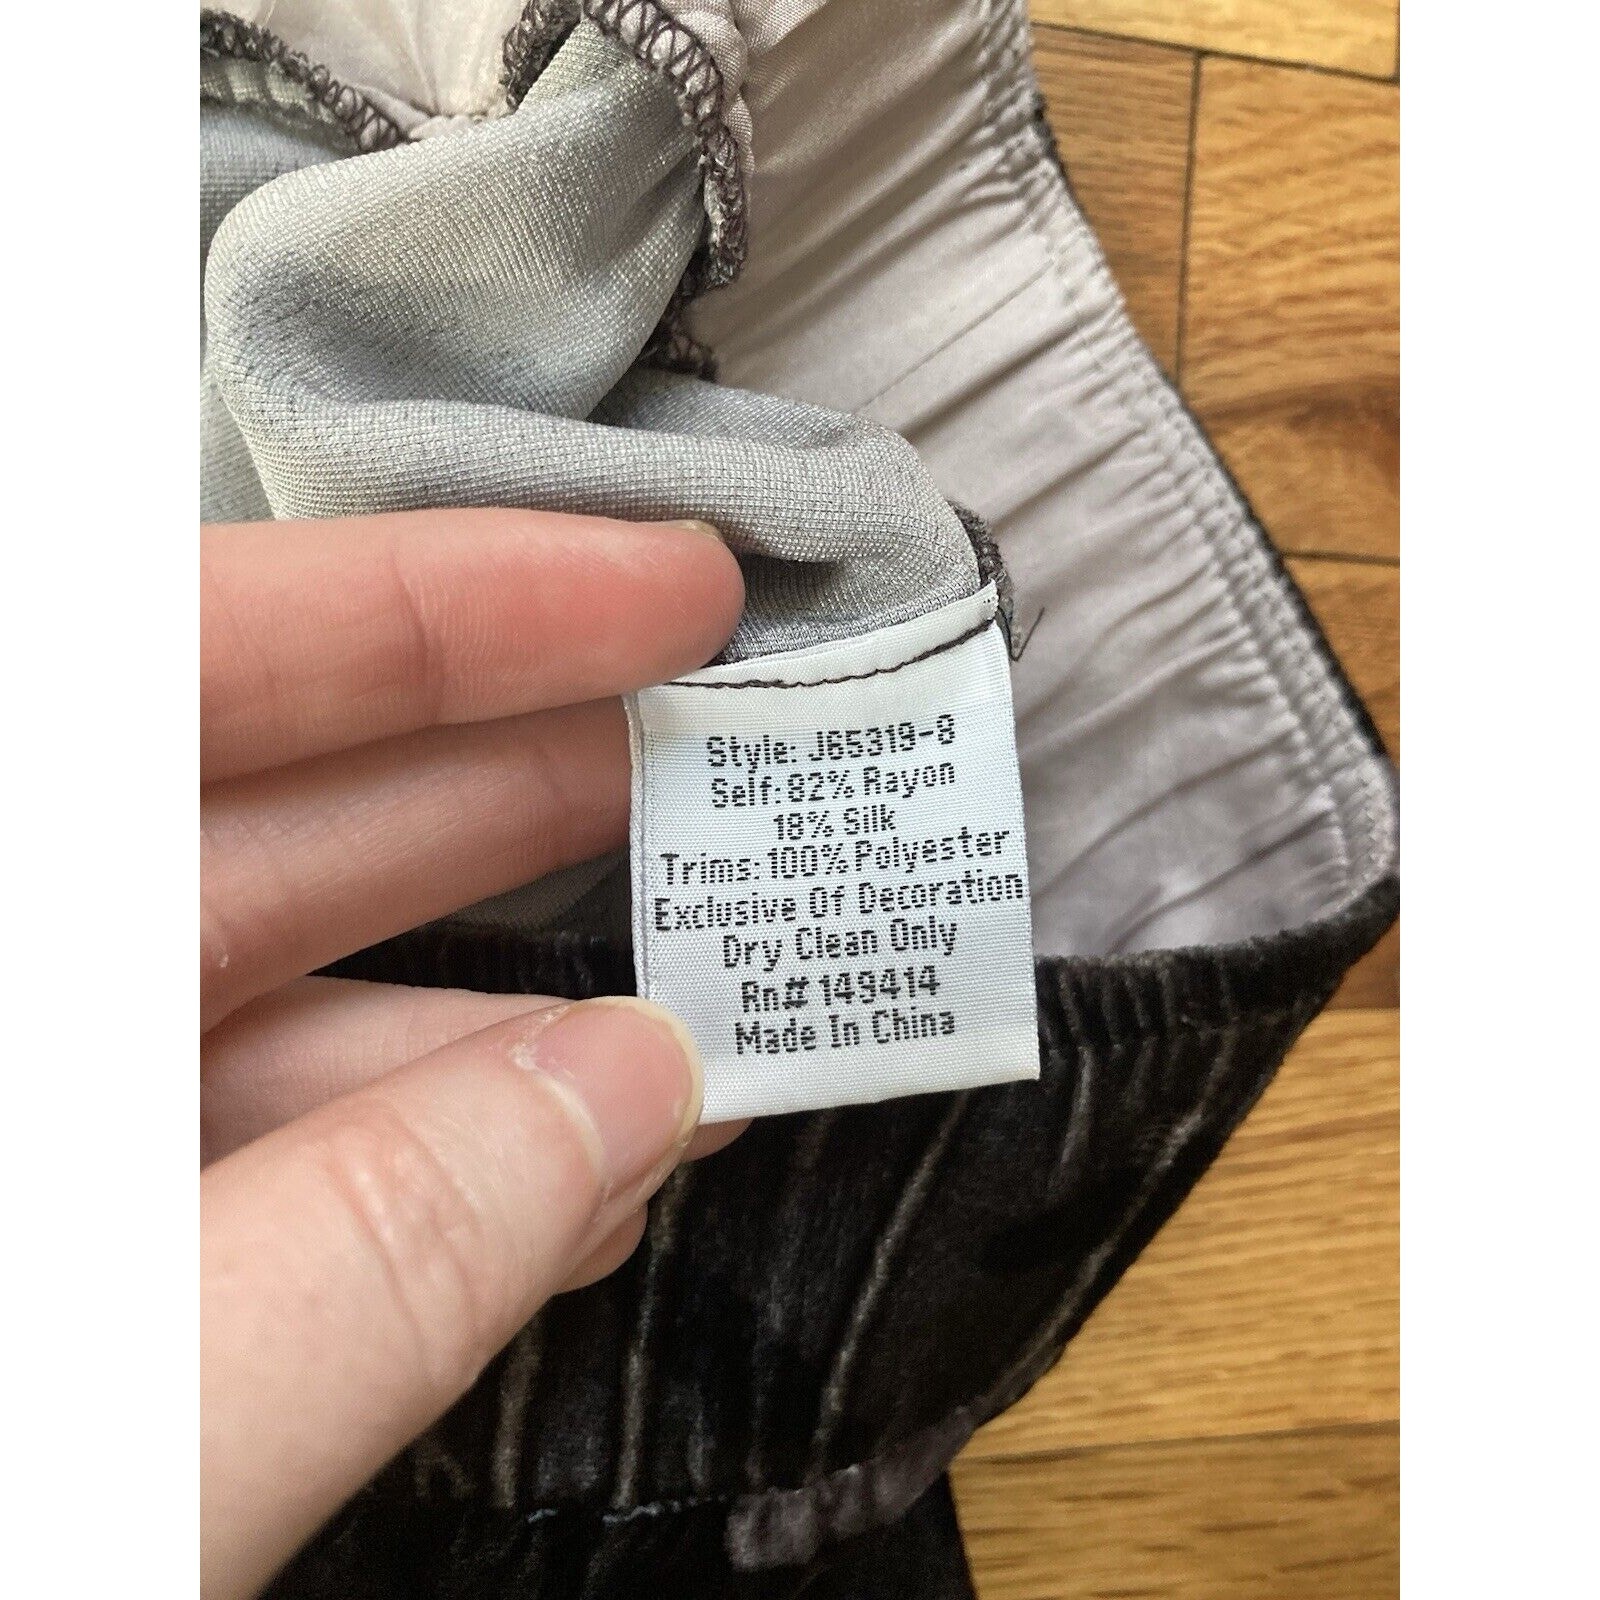 Style: J65319-8
Self: 82% Rayon
18% Silk
Trims: 100% Polyester
Exclusive Of Decoration
Dry Clean Only
Rn# 149414
Made In China